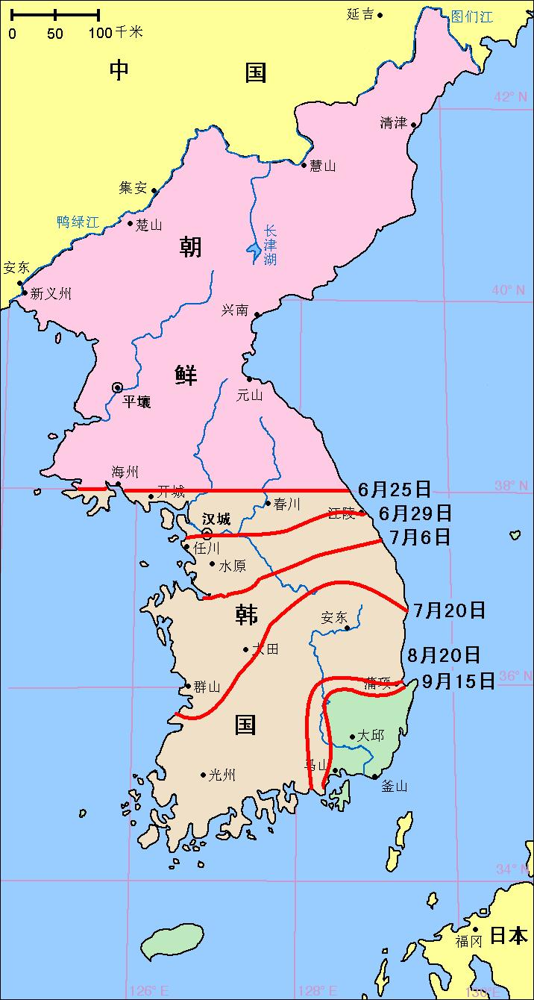 0 50 100千米
延吉
图们江
中 国
42° N
清津
慧山
集安
鸭绿江
楚山
朝
长津湖
安东
新义州
40° N
兴南
鲜
元山
平壤
海州
开城
38° N
6月25日
春川
江陵
6月29日
汉城
7月6日
任川
水原
7月20日
韩
安东
大田
8月20日
蒲项
9月15日
36° N
群山
国
大邱
马山
光州
釜山
34° N
日本
福冈
126° E
128° E
130°E